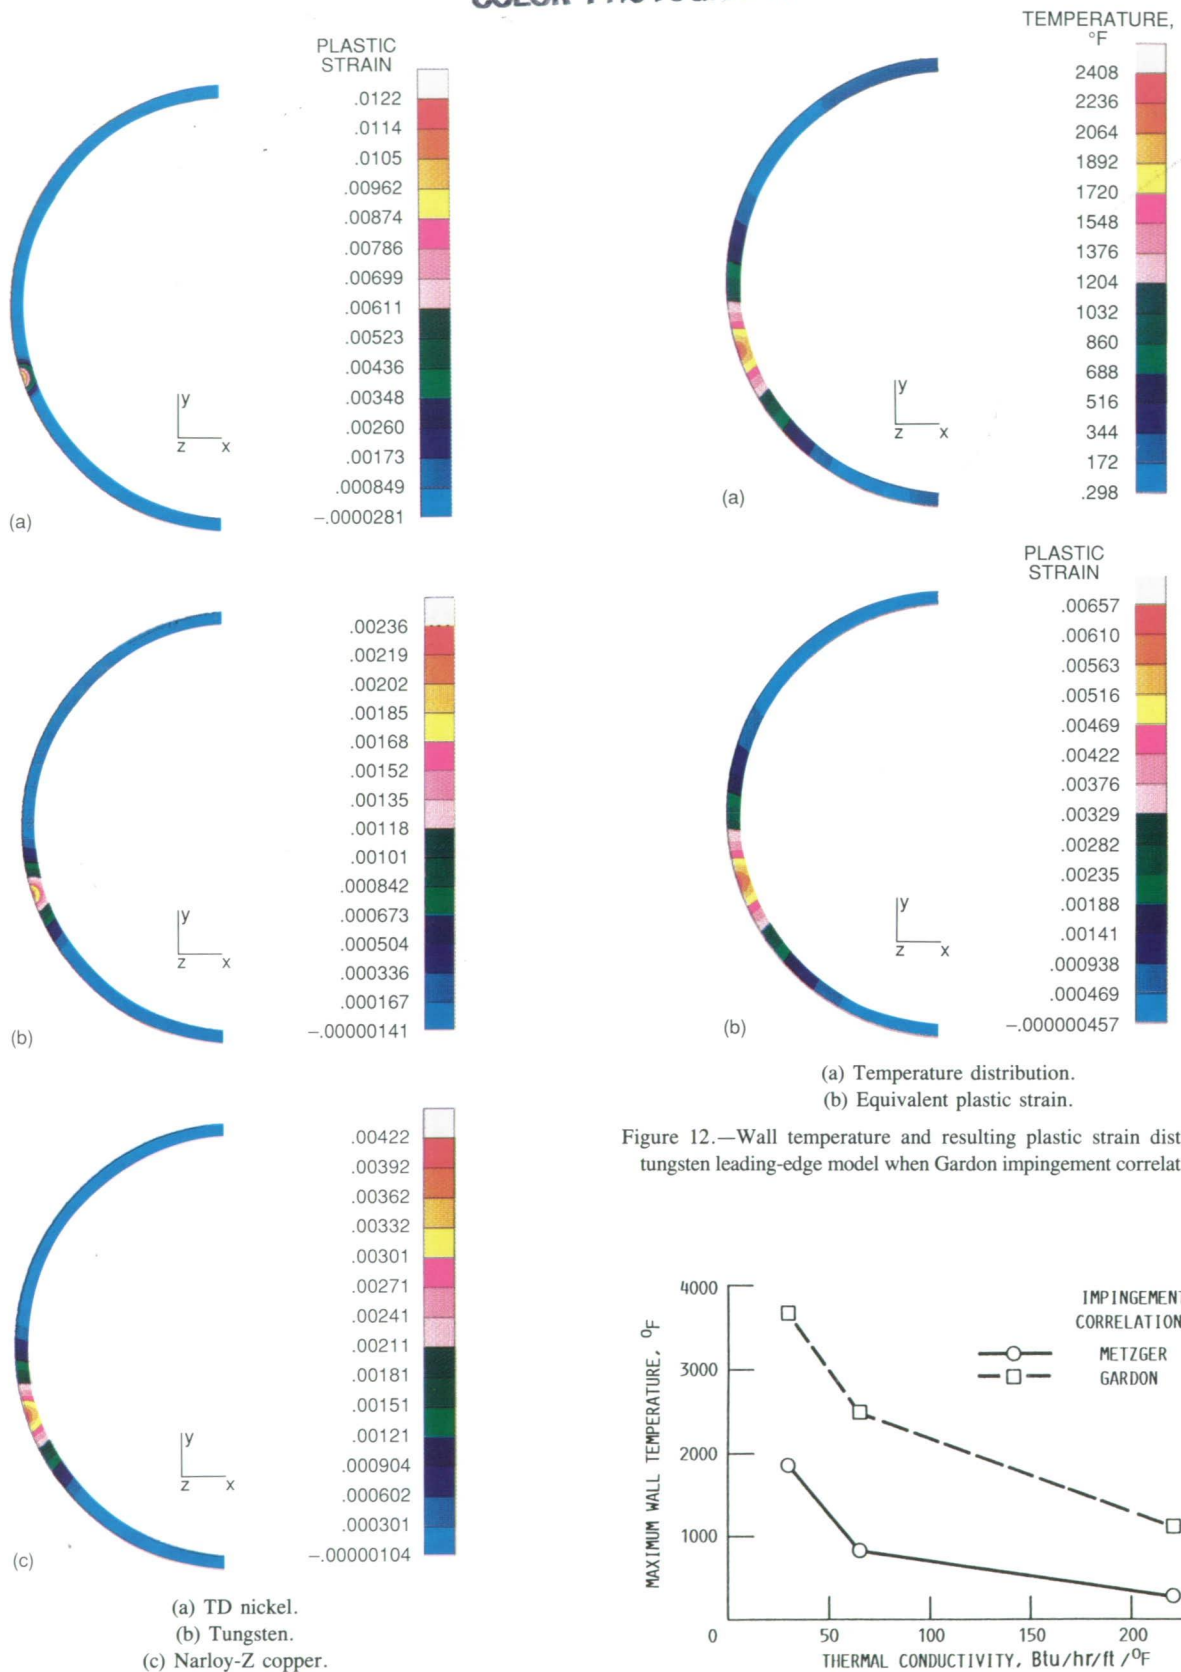 COLOR
PLASTIC
STRAIN
.0122
.0114
.0105
.00962
.00874
.00786
.00699
.00611
.00523
.00436
.00348
.00260
.00173
.000849
−.0000281
y
z x
(a)
.00236
.00219
.00202
.00185
.00168
.00152
.00135
.00118
.00101
.000842
.000673
.000504
.000336
.000167
−.00000141
y
z x
(b)
.00422
.00392
.00362
.00332
.00301
.00271
.00241
.00211
.00181
.00151
.00121
.000904
.000602
.000301
−.00000104
y
z x
(c)
(a) TD nickel.
(b) Tungsten.
(c) Narloy-Z copper.
TEMPERATURE,
°F
2408
2236
2064
1892
1720
1548
1376
1204
1032
860
688
516
344
172
.298
y
z x
(a)
PLASTIC
STRAIN
.00657
.00610
.00563
.00516
.00469
.00422
.00376
.00329
.00282
.00235
.00188
.00141
.000938
.000469
−.000000457
y
z x
(b)
(a) Temperature distribution.
(b) Equivalent plastic strain.
Figure 12.—Wall temperature and resulting plastic strain dist
tungsten leading-edge model when Gardon impingement correlat
4000
3000
2000
1000
0
MAXIMUM WALL TEMPERATURE, °F
IMPINGEMENT
CORRELATION
METZGER
GARDON
50 100 150 200
THERMAL CONDUCTIVITY, Btu/hr/ft/°F